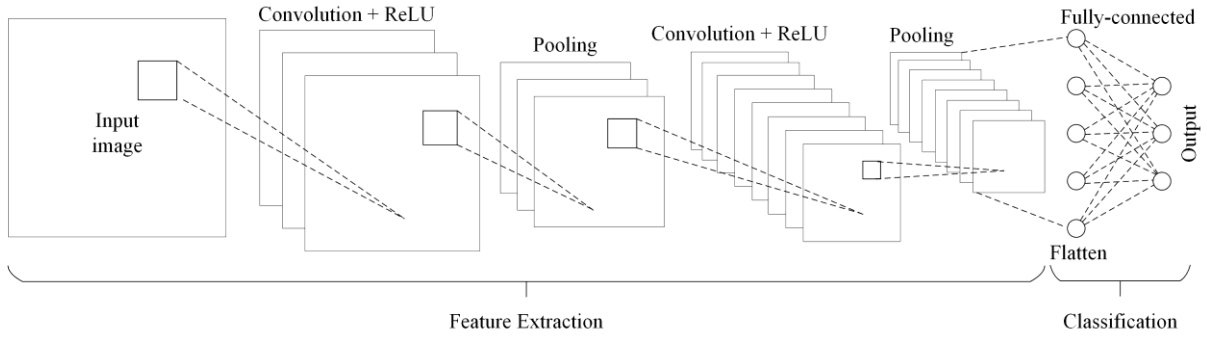 Convolution + ReLU
Pooling
Convolution + ReLU
Pooling
Fully-connected
Input
image
Output
Flatten
Feature Extraction
Classification